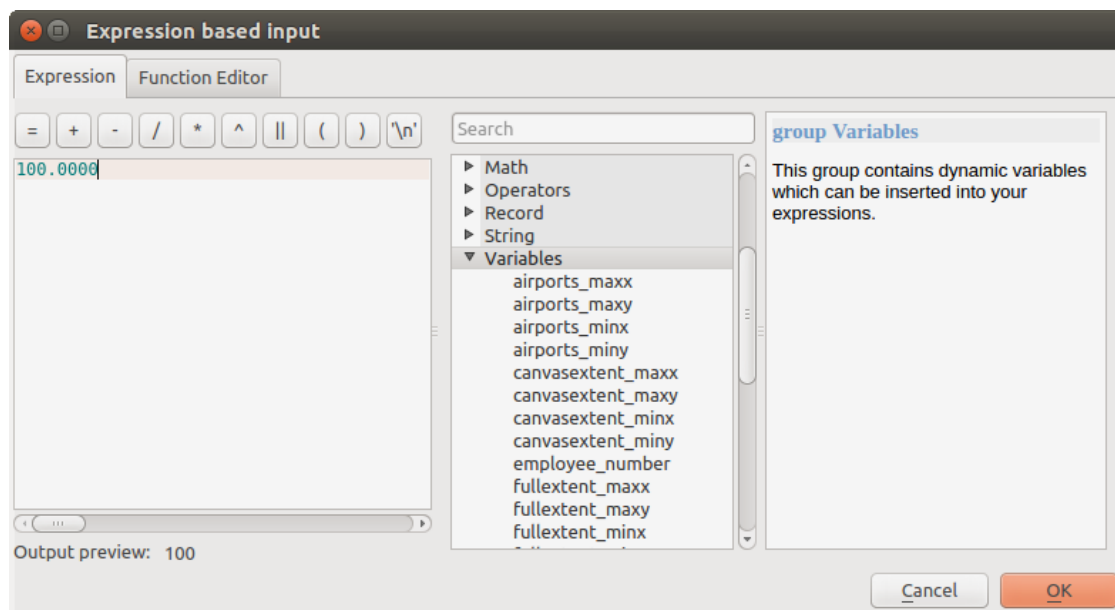 Expression based input
Expression
Function Editor
= + - / * ^ || ( ) '\n'
100.0000
Output preview: 100
Search
Math
Operators
Record
String
Variables
airports_maxx
airports_maxy
airports_minx
airports_miny
canvasextent_maxx
canvasextent_maxy
canvasextent_minx
canvasextent_miny
employee_number
fullextent_maxx
fullextent_maxy
fullextent_minx
group Variables
This group contains dynamic variables
which can be inserted into your
expressions.
Cancel
OK